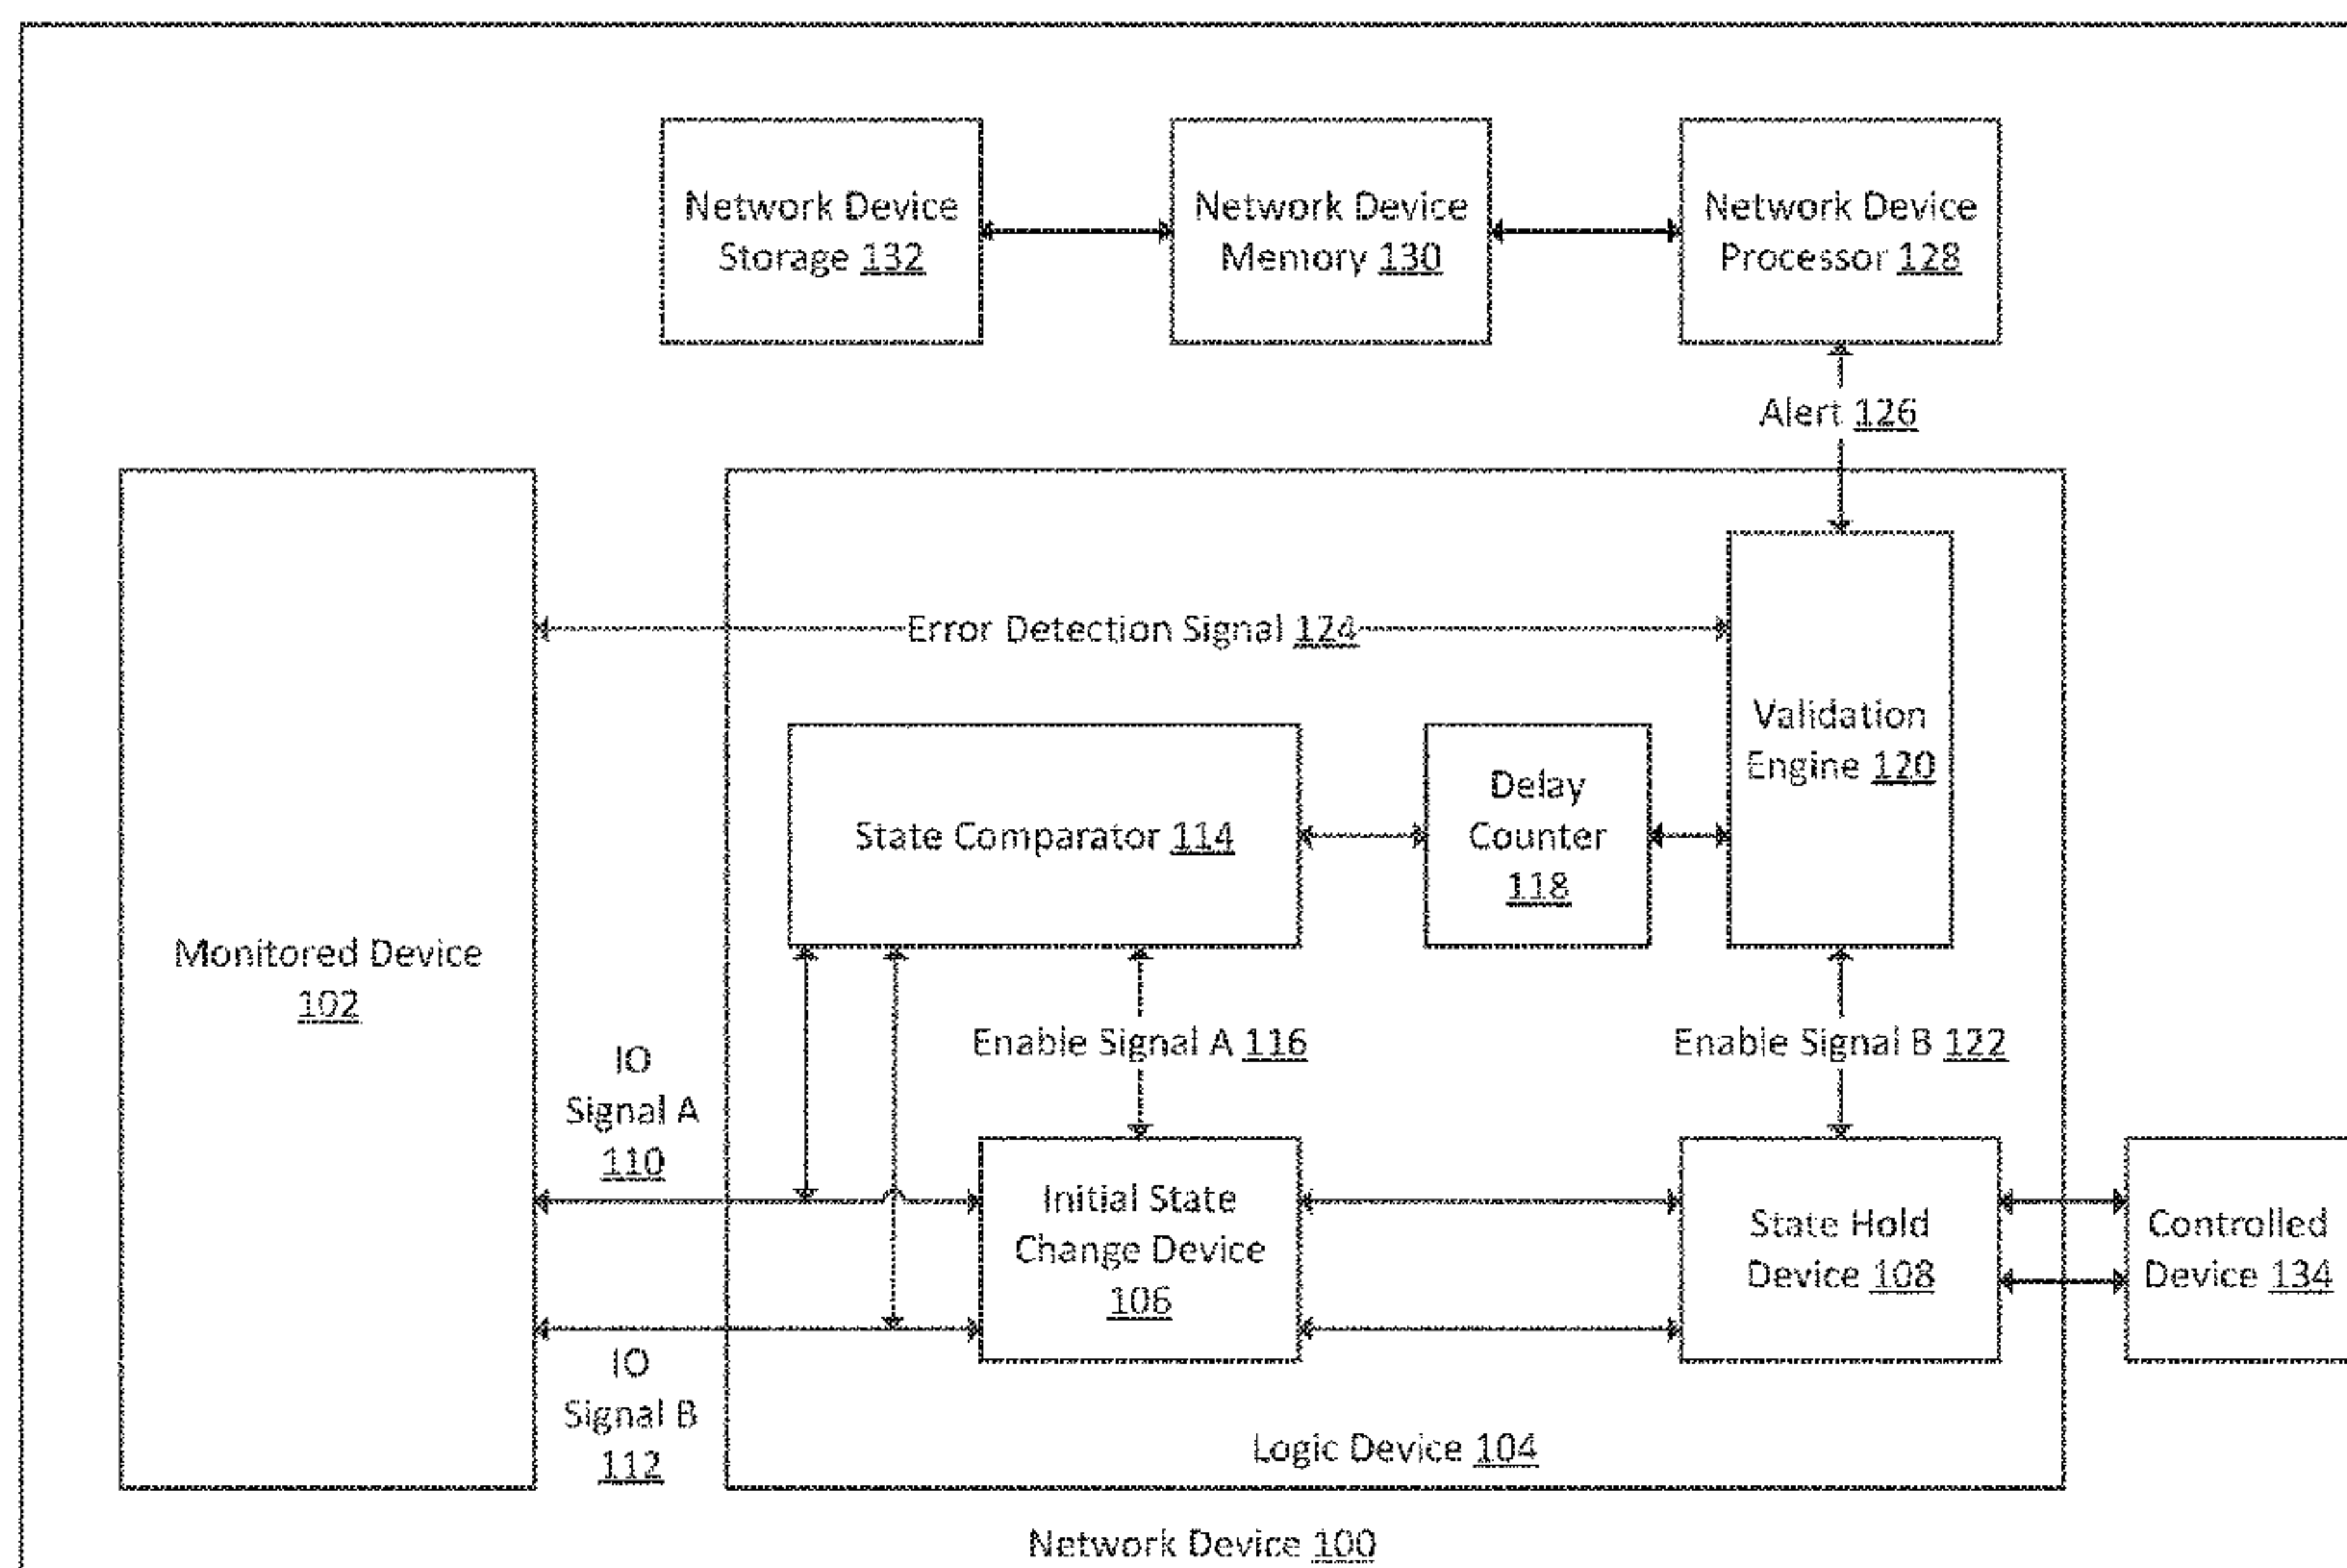 Network Device
Storage 132
Network Device
Memory 130
Network Device
Processor 128
Alert 126
Error Detection Signal 124
Validation
Engine 120
State Comparator 114
Delay
Counter
118
Monitored Device
102
Enable Signal A 116
Enable Signal B 122
IO
Signal A
110
Initial State
Change Device
106
State Hold
Device 108
Controlled
Device 134
IO
Signal B
112
Logic Device 104
Network Device 100